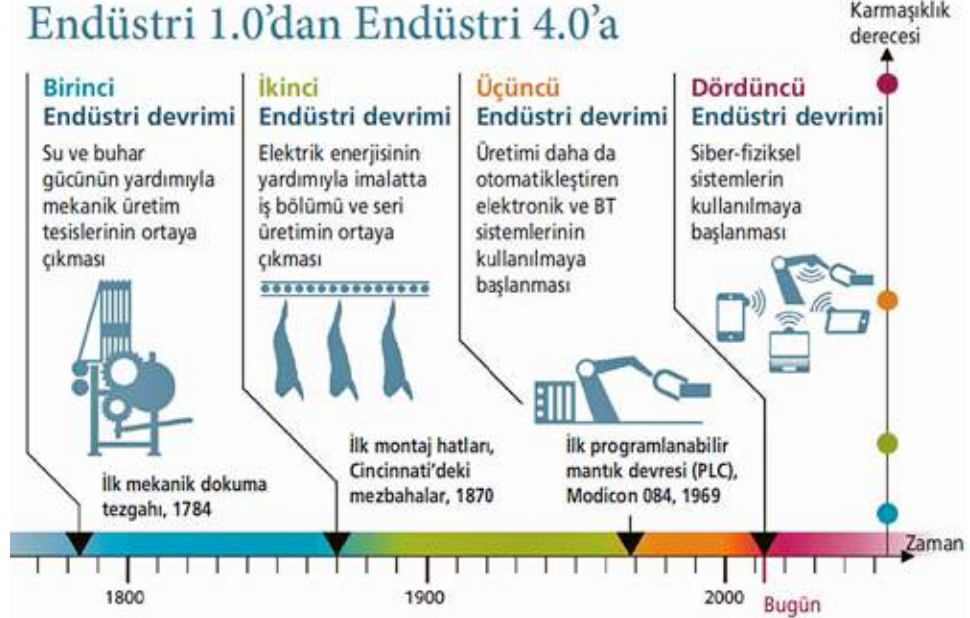 Endüstri 1.0’dan Endüstri 4.0’a
Karmaşıklık
derecesi
Birinci
Endüstri devrimi
Su ve buhar
gücünün yardımıyla
mekanik üretim
tesislerinin ortaya
çıkması
İlk mekanik dokuma
tezgahı, 1784
İkinci
Endüstri devrimi
Elektrik enerjisinin
yardımıyla imalatta
iş bölümü ve seri
üretimin ortaya
çıkması
İlk montaj hatları,
Cincinnati’deki
mezbahalar, 1870
Üçüncü
Endüstri devrimi
Üretimi daha da
otomatikleştiren
elektronik ve BT
sistemlerinin
kullanılmaya
başlanması
İlk programlanabilir
mantık devresi (PLC),
Modicon 084, 1969
Dördüncü
Endüstri devrimi
Siber-fiziksel
sistemlerin
kullanılmaya
başlanması
Zaman
1800
1900
2000
Bugün